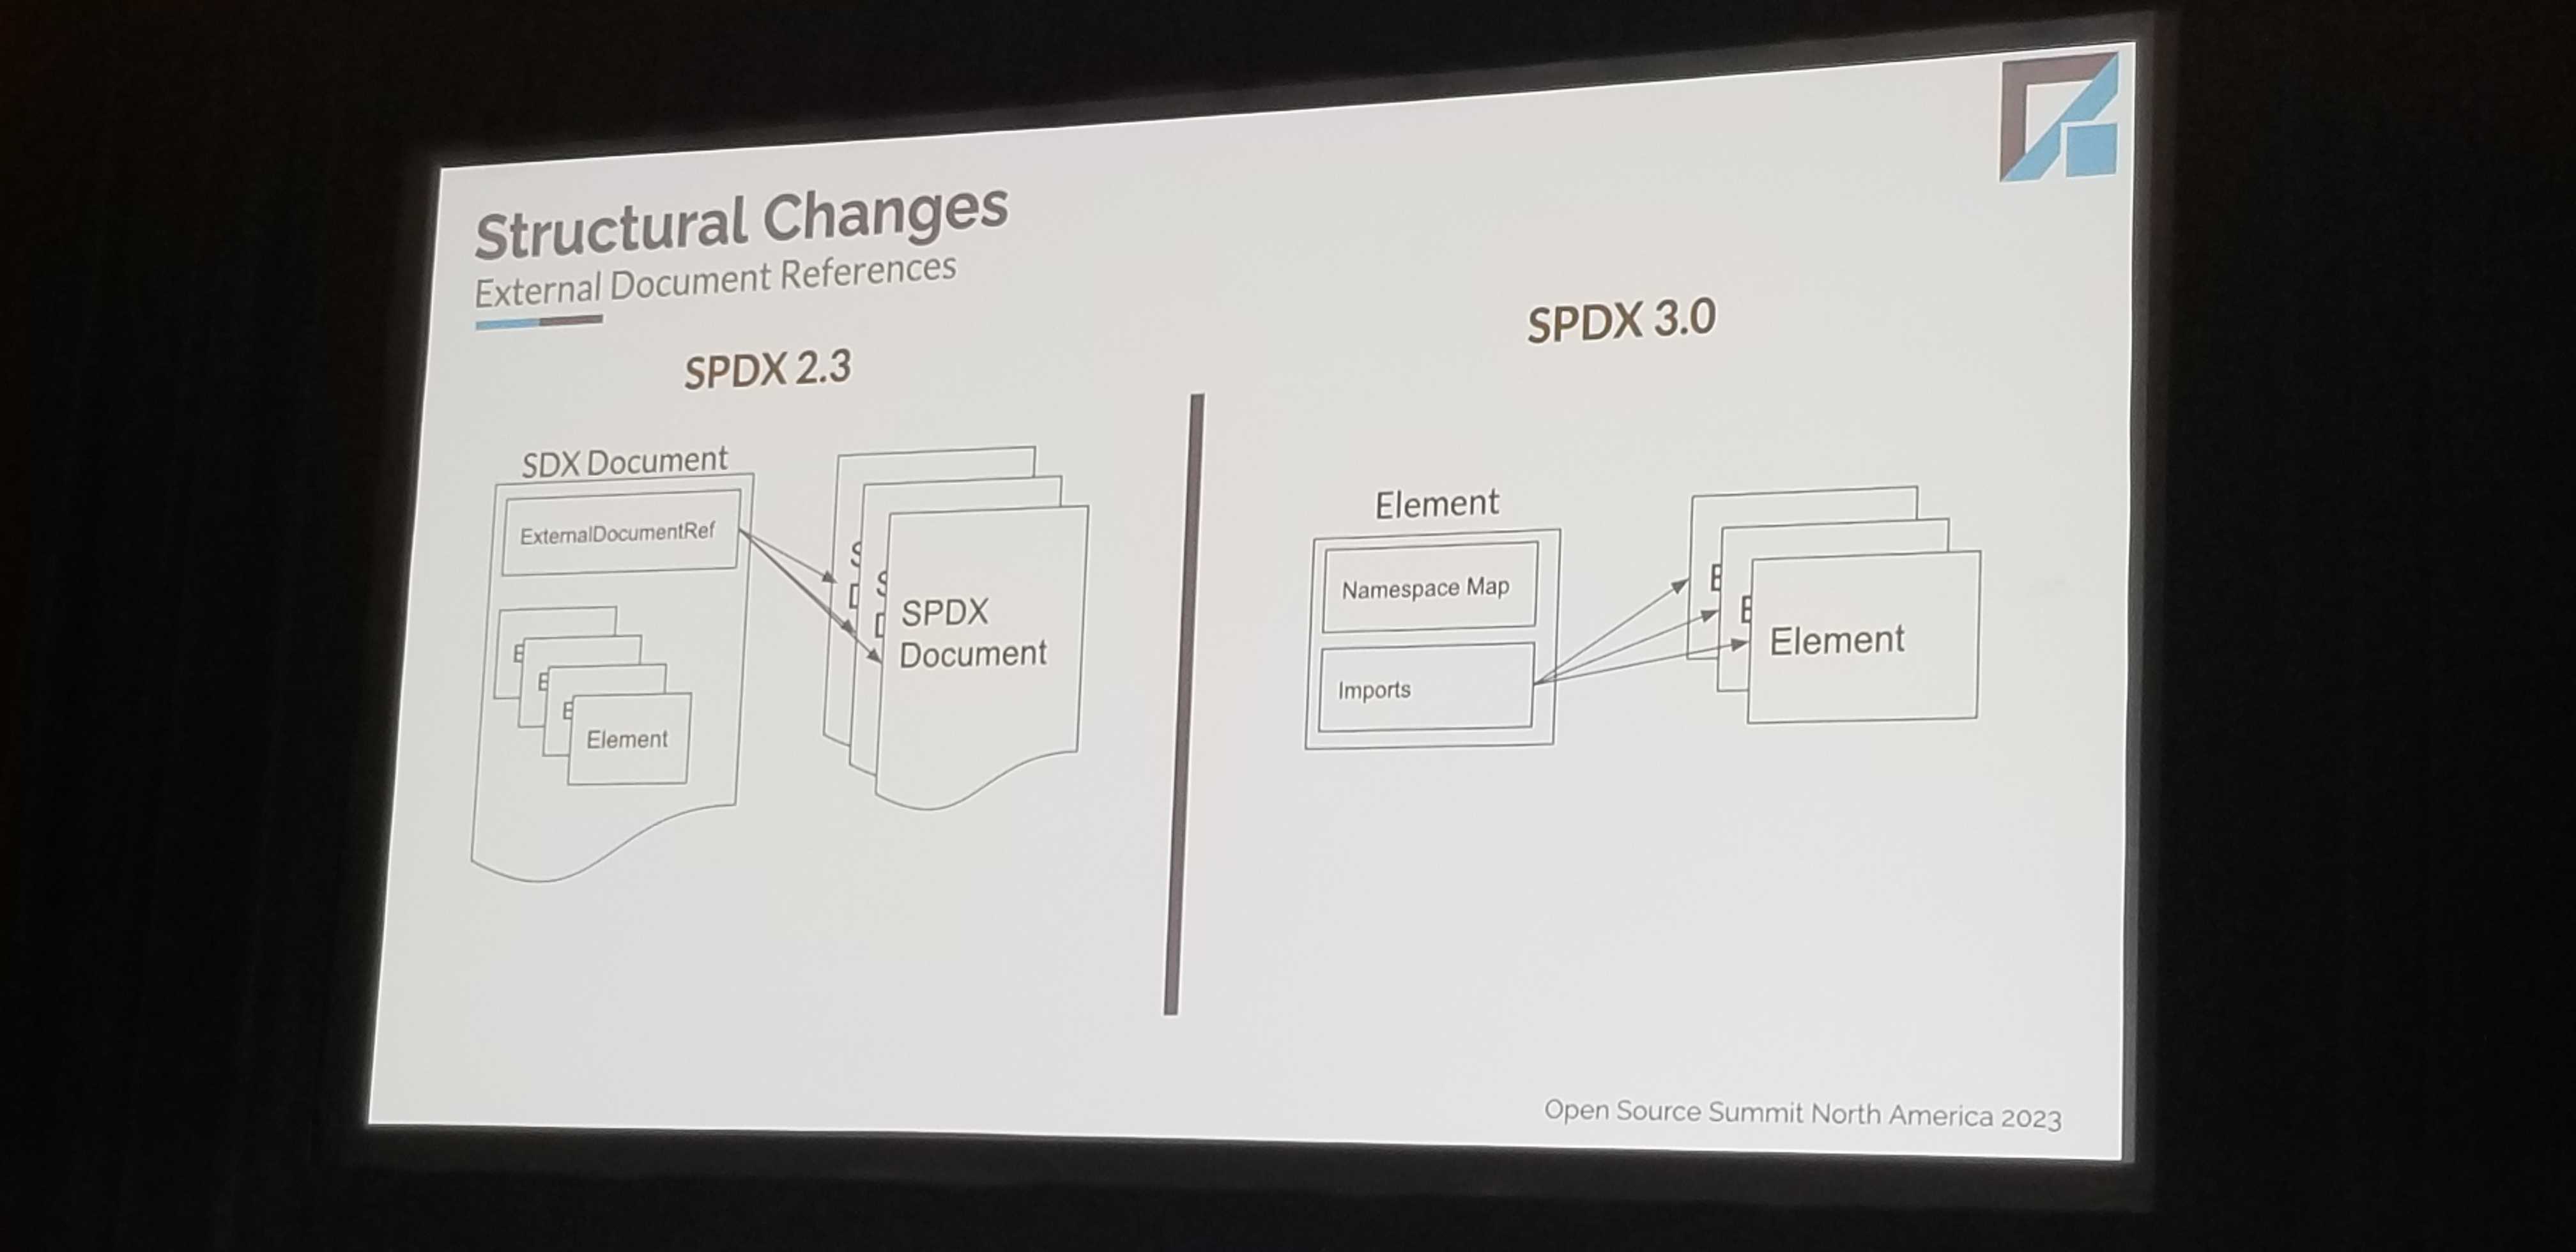 Structural Changes
External Document References
SPDX 2.3
SDX Document
ExternalDocumentRef
E
E
E
Element
S
D
S
D
SPDX
Document
SPDX 3.0
Element
Namespace Map
Imports
E
E
Element
Open Source Summit North America 2023